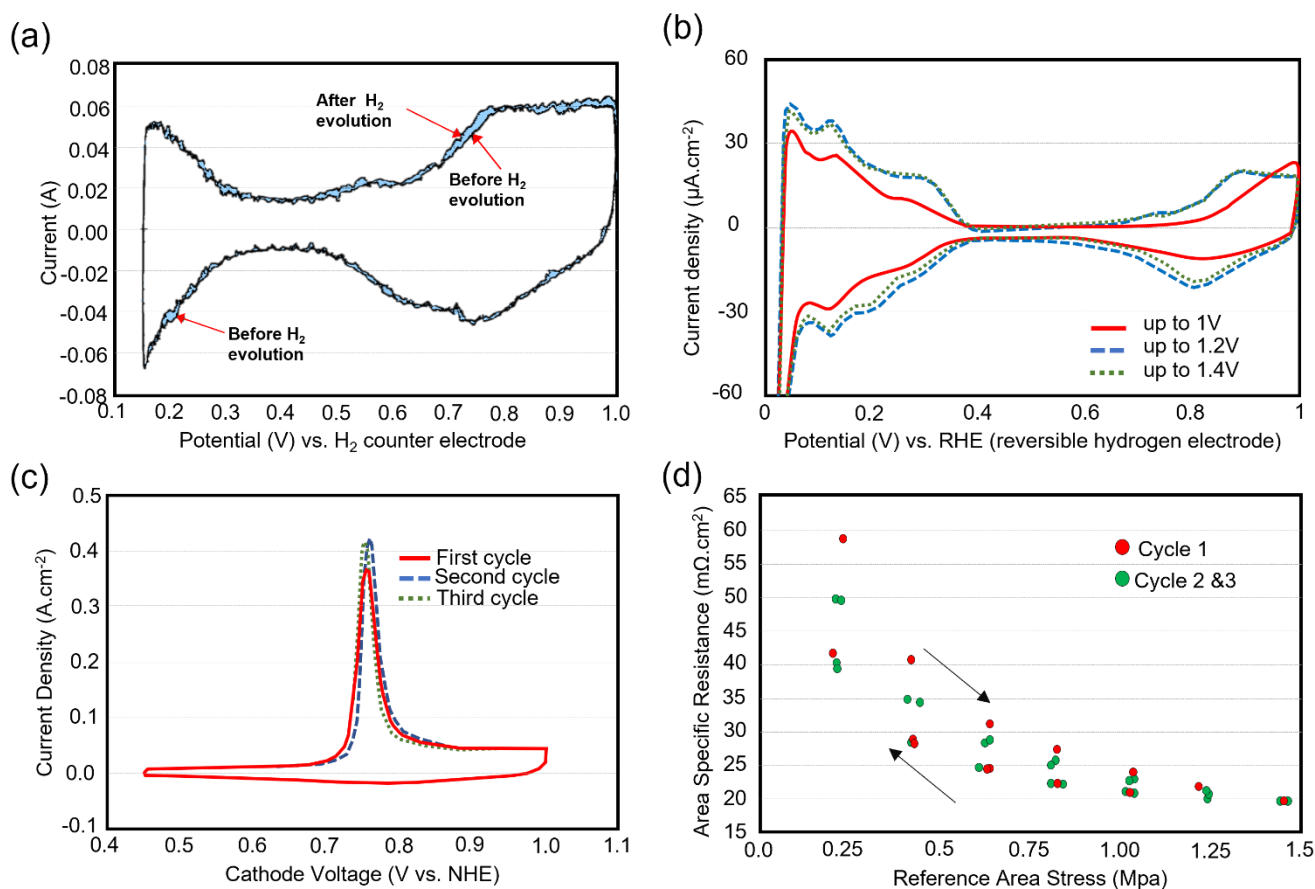 (a)
0.08
0.06
0.04
0.02
0.00
-0.02
-0.04
-0.06
-0.08
Current (A)
After H2
evolution
Before H2
evolution
Before H2
evolution
0.1 0.2 0.3 0.4 0.5 0.6 0.7 0.8 0.9 1.0
Potential (V) vs. H2 counter electrode
(b)
60
30
0
-30
-60
Current density (µA.cm-2)
up to 1V
up to 1.2V
up to 1.4V
0 0.2 0.4 0.6 0.8 1
Potential (V) vs. RHE (reversible hydrogen electrode)
(c)
0.5
0.4
0.3
0.2
0.1
0.0
-0.1
Current Density (A.cm-2)
First cycle
Second cycle
Third cycle
0.4 0.5 0.6 0.7 0.8 0.9 1.0 1.1
Cathode Voltage (V vs. NHE)
(d)
65
60
55
50
45
40
35
30
25
20
15
Area Specific Resistance (mΩ.cm2)
Cycle 1
Cycle 2 &3
0.0 0.25 0.5 0.75 1.00 1.25 1.5
Reference Area Stress (Mpa)